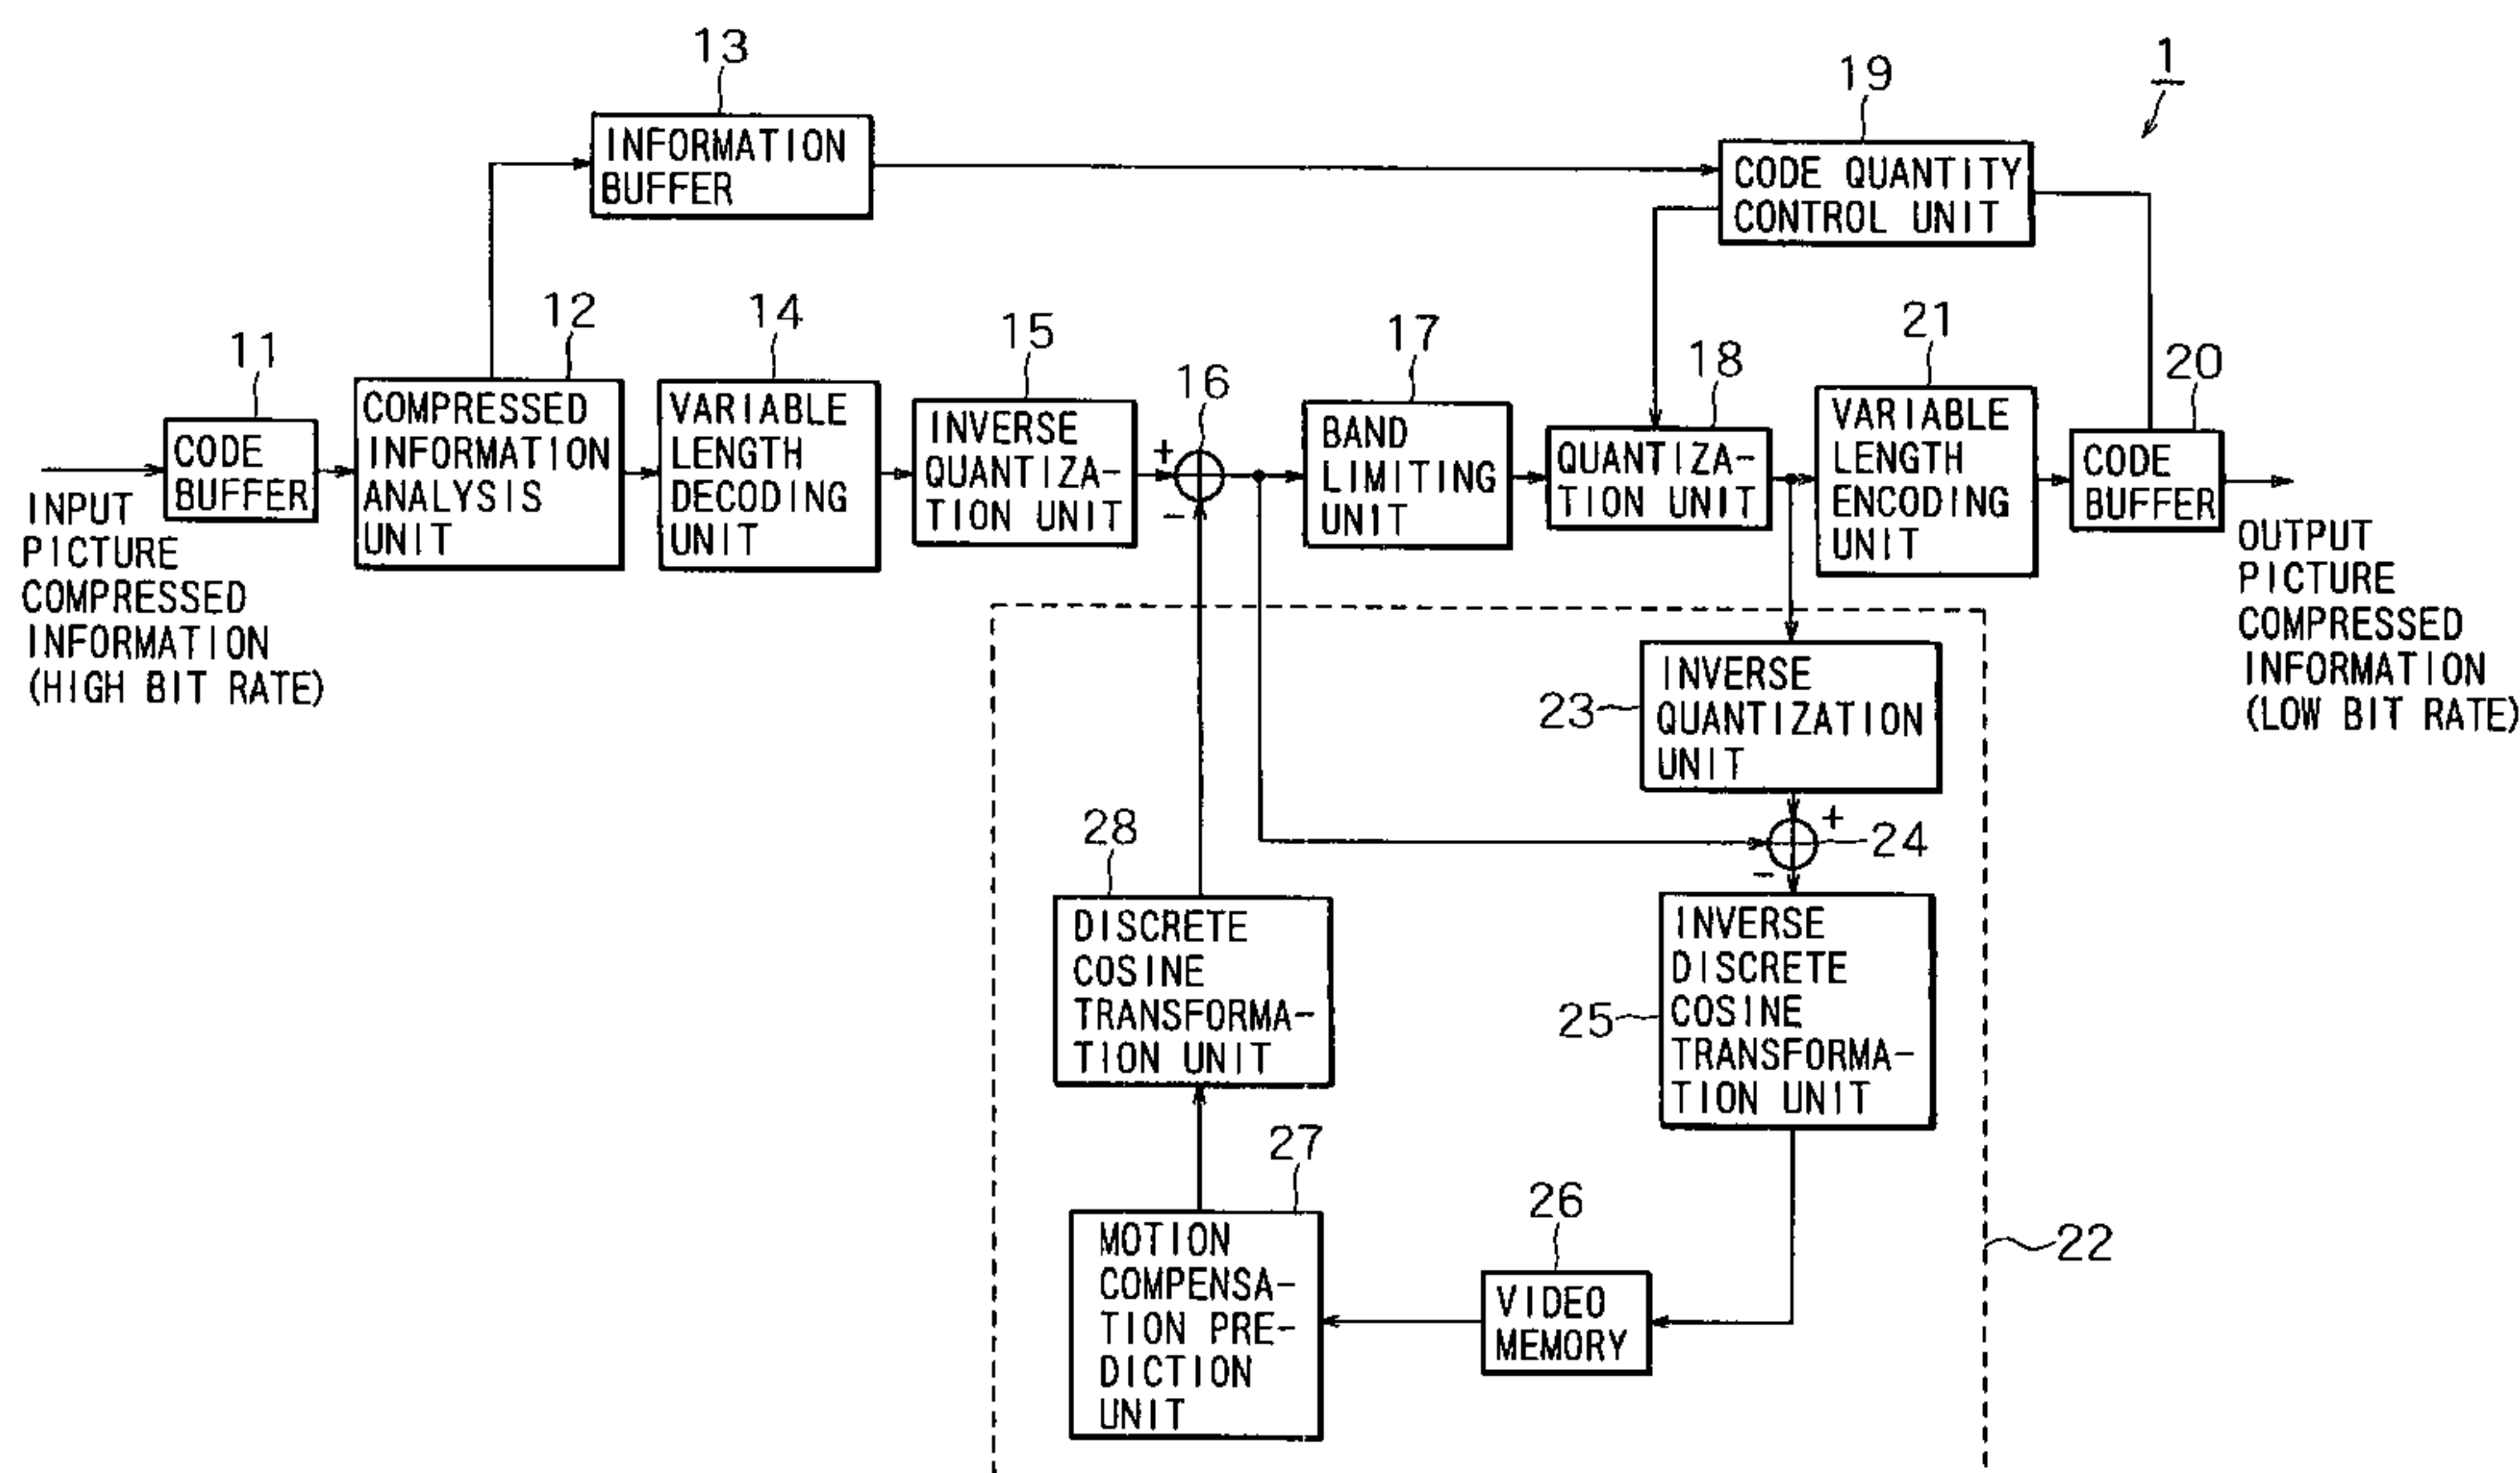 13
INFORMATION
BUFFER
19
CODE QUANTITY
CONTROL UNIT
1
11
CODE
BUFFER
INPUT
PICTURE
COMPRESSED
INFORMATION
(HIGH BIT RATE)
12
COMPRESSED
INFORMATION
ANALYSIS
UNIT
14
VARIABLE
LENGTH
DECODING
UNIT
15
INVERSE
QUANTIZA-
TION UNIT
16
+
-
17
BAND
LIMITING
UNIT
18
QUANTIZA-
TION UNIT
21
VARIABLE
LENGTH
ENCODING
UNIT
20
CODE
BUFFER
OUTPUT
PICTURE
COMPRESSED
INFORMATION
(LOW BIT RATE)
23
INVERSE
QUANTIZATION
UNIT
+
24
-
28
DISCRETE
COSINE
TRANSFORMA-
TION UNIT
25
INVERSE
DISCRETE
COSINE
TRANSFORMA-
TION UNIT
27
MOTION
COMPENSA-
TION PRE-
DICTION
UNIT
26
VIDEO
MEMORY
22